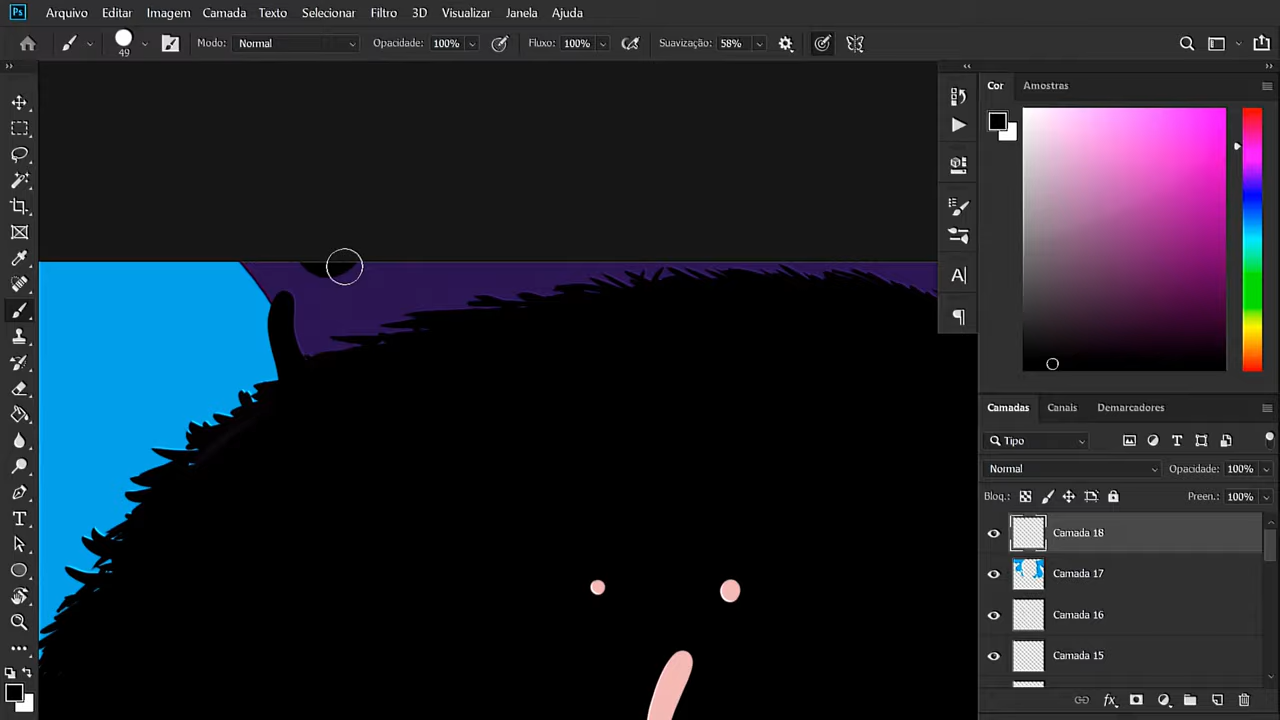 Ps Arquivo Editar Imagem Camada Texto Selecionar Filtro 3D Visualizar Janela Ajuda
49 Modo: Normal Opacidade: 100% Fluxo: 100% Suavização: 58%
Cor Amostras
Camadas Canais Demarcadores
Tipo
Normal Opacidade: 100%
Bloq.: Preen.: 100%
Camada 18
Camada 17
Camada 16
Camada 15